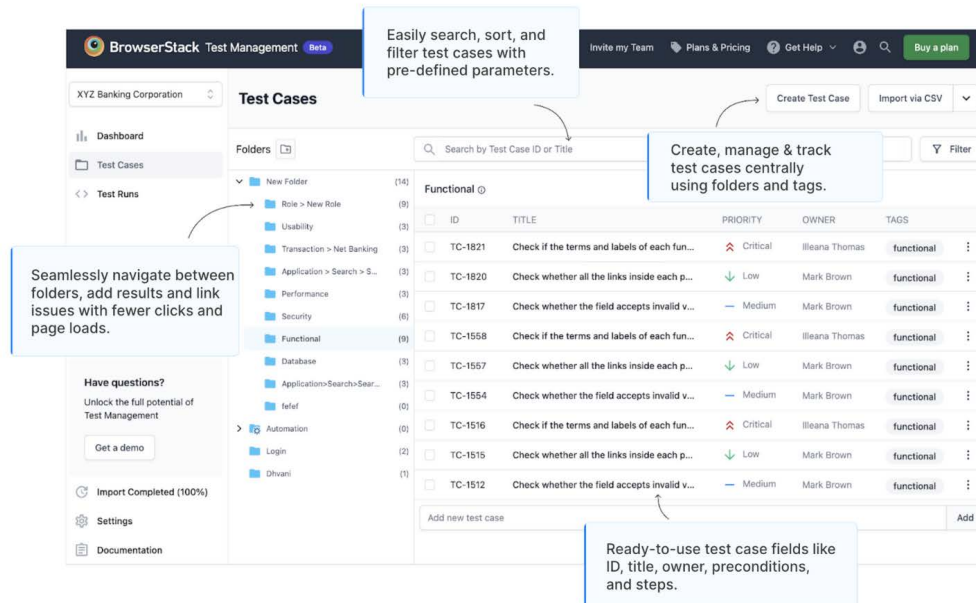 Easily search, sort, and
filter test cases with
pre-defined parameters.
BrowserStack Test Management Beta
Invite my Team Plans & Pricing Get Help Buy a plan
XYZ Banking Corporation
Test Cases
Create Test Case Import via CSV
Dashboard
Test Cases
Test Runs
Folders
Search by Test Case ID or Title
Filter
Create, manage & track
test cases centrally
using folders and tags.
New Folder (14)
Role > New Role (9)
Usability (3)
Transaction > Net Banking (3)
Application > Search > S... (3)
Performance (3)
Security (6)
Functional (9)
Database (3)
Application>Search>Sear... (3)
fefef (0)
Automation (0)
Login (2)
Dhvani (1)
Seamlessly navigate between
folders, add results and link
issues with fewer clicks and
page loads.
Functional
ID TITLE PRIORITY OWNER TAGS
TC-1821 Check if the terms and labels of each fun... Critical Illeana Thomas functional
TC-1820 Check whether all the links inside each p... Low Mark Brown functional
TC-1817 Check whether the field accepts invalid v... Medium Mark Brown functional
TC-1558 Check if the terms and labels of each fun... Critical Illeana Thomas functional
TC-1557 Check whether all the links inside each p... Low Mark Brown functional
TC-1554 Check whether the field accepts invalid v... Medium Mark Brown functional
TC-1516 Check if the terms and labels of each fun... Critical Illeana Thomas functional
TC-1515 Check whether all the links inside each p... Low Mark Brown functional
TC-1512 Check whether the field accepts invalid v... Medium Mark Brown functional
Add new test case Add
Have questions?
Unlock the full potential of
Test Management
Get a demo
Import Completed (100%)
Settings
Documentation
Ready-to-use test case fields like
ID, title, owner, preconditions,
and steps.